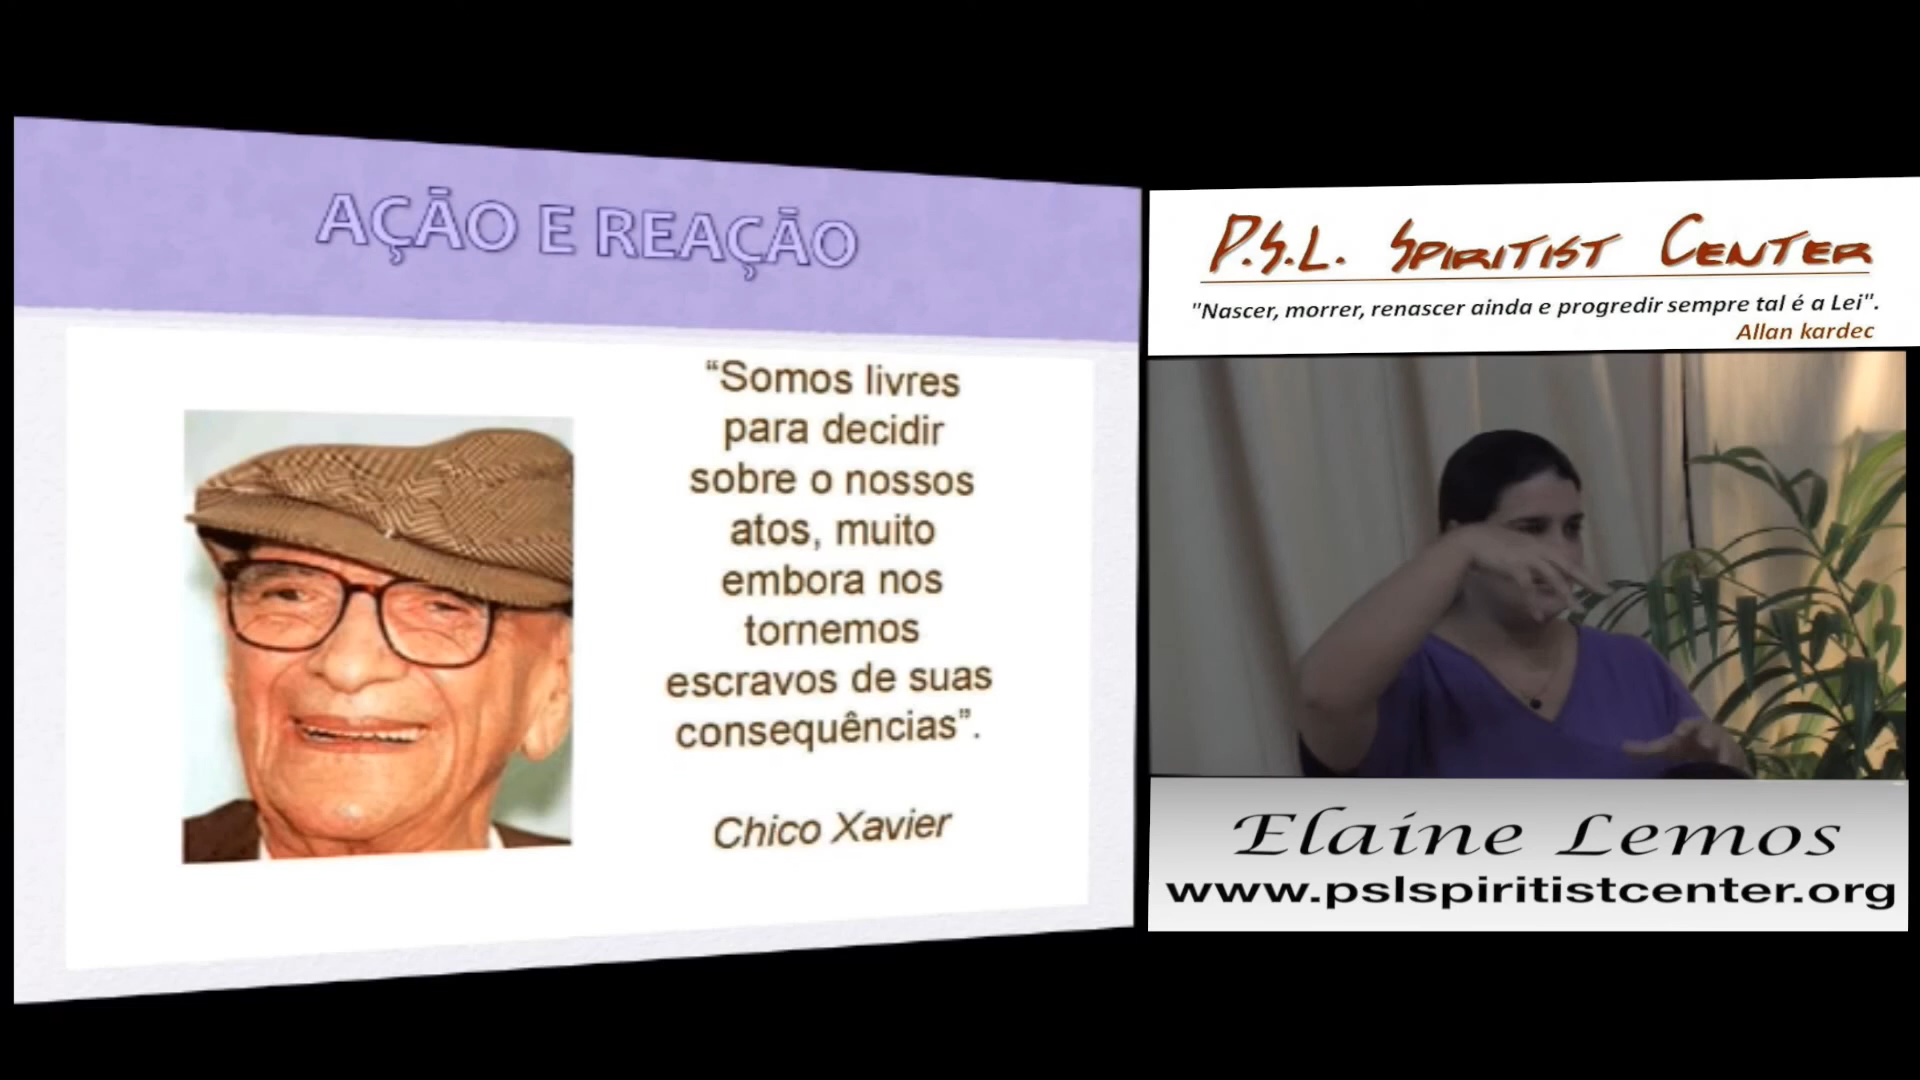 AÇÃO E REAÇÃO
“Somos livres
para decidir
sobre o nossos
atos, muito
embora nos
tornemos
escravos de suas
consequências”.
Chico Xavier
P.S.L. Spiritist Center
"Nascer, morrer, renascer ainda e progredir sempre tal é a Lei".
Allan kardec
Elaine Lemos
www.pslspiritistcenter.org